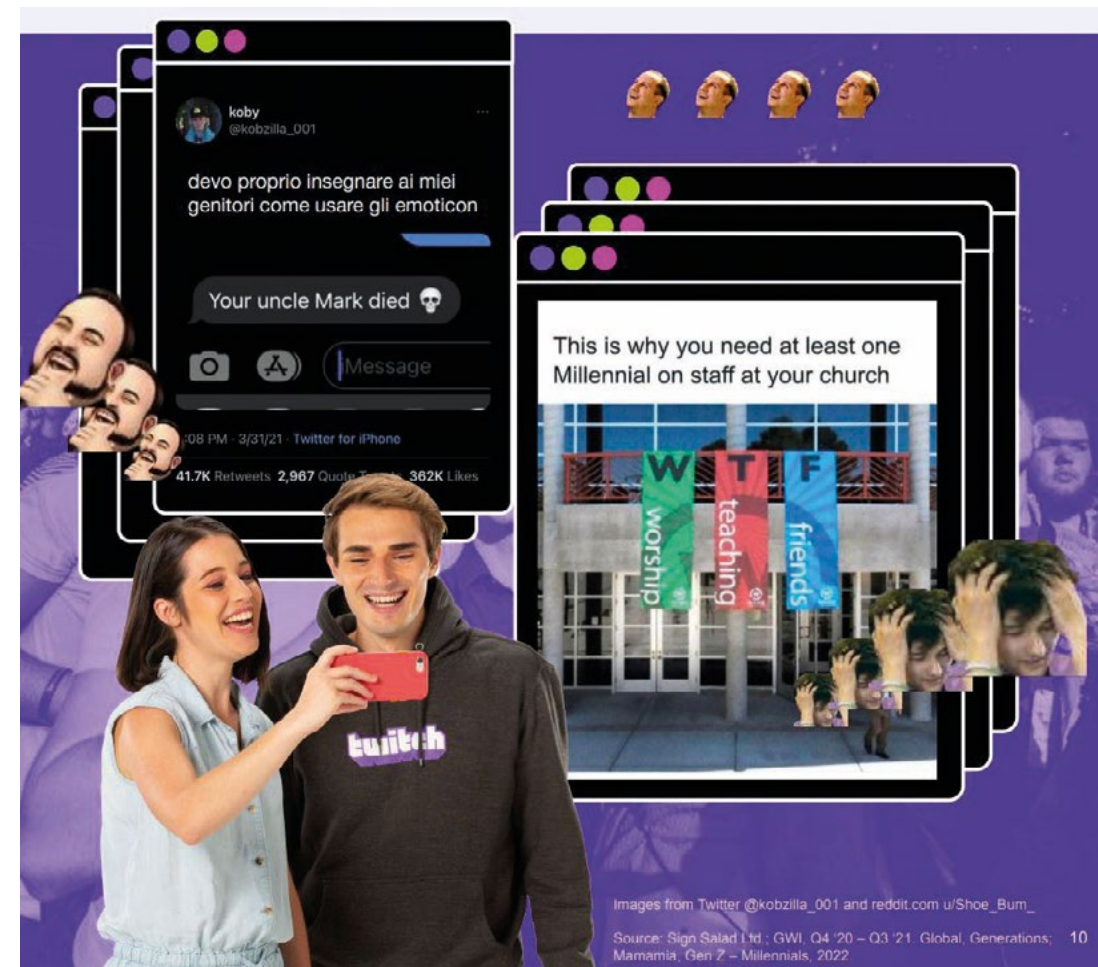 koby
@kobzilla_001
devo proprio insegnare ai miei
genitori come usare gli emoticon
Your uncle Mark died 💀
iMessage
:08 PM · 3/31/21 · Twitter for iPhone
41.7K Retweets 2,967 Quote Tweets 362K Likes
This is why you need at least one
Millennial on staff at your church
W T F
worship
teaching
friends
twitch
Images from Twitter @kobzilla_001 and reddit.com u/Shoe_Bum_
Source: Sign Salad Ltd.; GWI, Q4 '20 – Q3 '21. Global, Generations; 10
Mamamia, Gen Z – Millennials, 2022